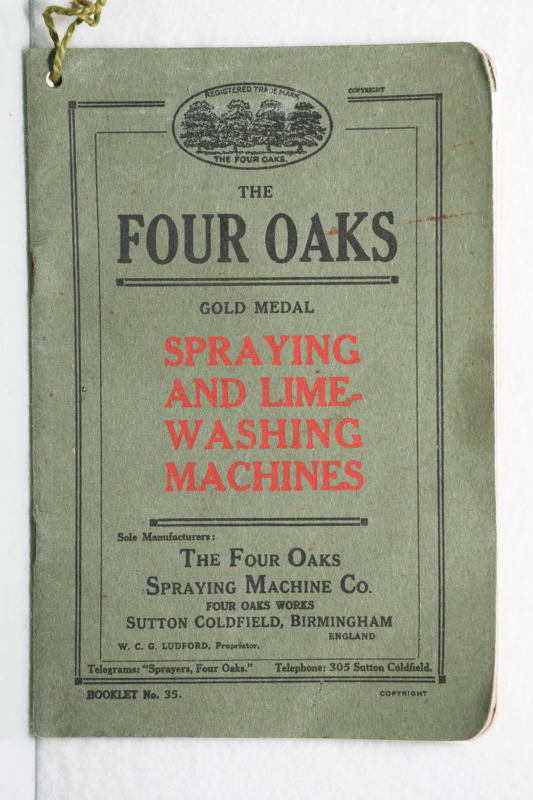 REGISTERED TRADE MARK
COPYRIGHT
THE FOUR OAKS.
THE
FOUR OAKS
GOLD MEDAL
SPRAYING
AND LIME-
WASHING
MACHINES
Sole Manufacturers:
THE FOUR OAKS
SPRAYING MACHINE CO.
FOUR OAKS WORKS
SUTTON COLDFIELD, BIRMINGHAM
ENGLAND
W. C. G. LUDFORD, Proprietor.
Telegrams: "Sprayers, Four Oaks." Telephone: 305 Sutton Coldfield.
BOOKLET No. 35. COPYRIGHT